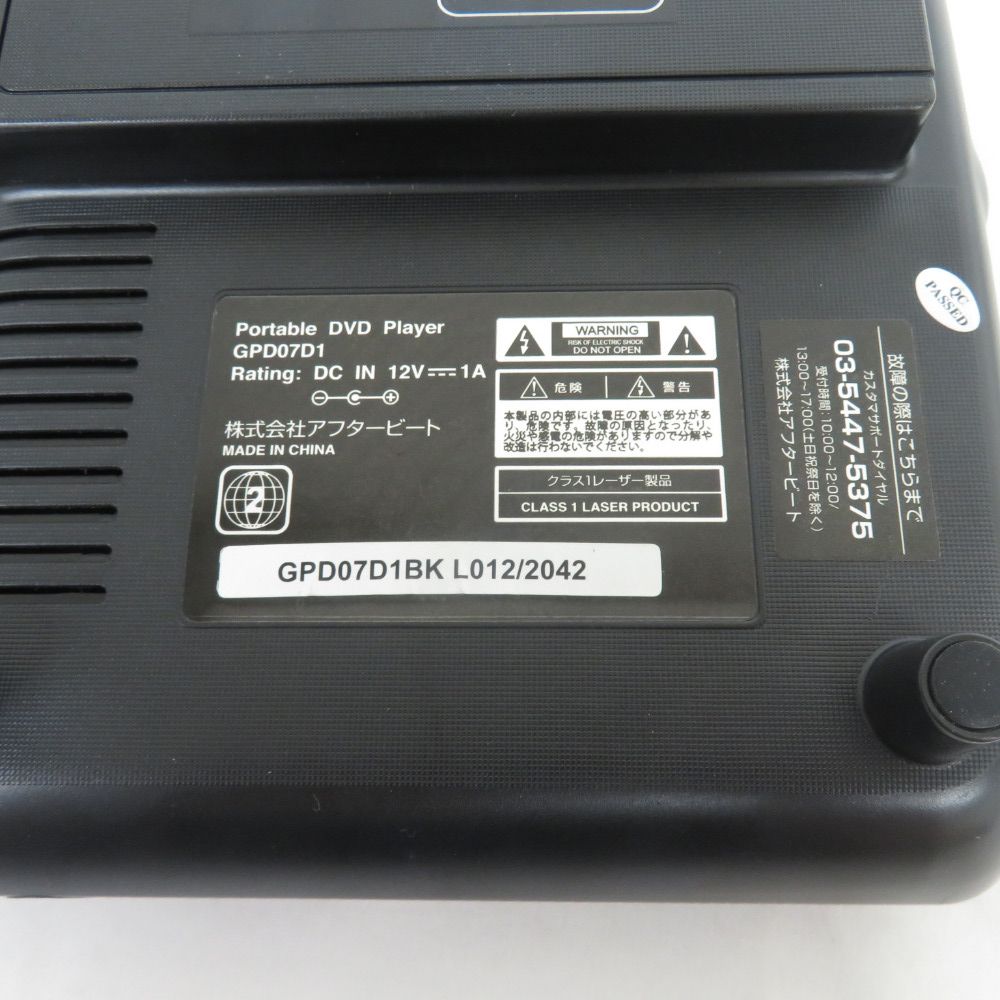 Portable DVD Player
GPD07D1
Rating: DC IN 12V⎓1A
株式会社アフタービート
MADE IN CHINA
2
WARNING
RISK OF ELECTRIC SHOCK
DO NOT OPEN
危険
警告
本製品の内部には電圧の高い部分があ
り、危険です。故障の原因となったり、
火災や感電の危険がありますので分解や
改造は行わないでください。
クラス1レーザー製品
CLASS 1 LASER PRODUCT
GPD07D1BK L012/2042
QC
PASSED
故障の際はこちらまで
カスタマサポートダイヤル
03-5447-5375
受付時間:10:00~12:00/
13:00~17:00(土日祝祭日を除く)
株式会社アフタービート